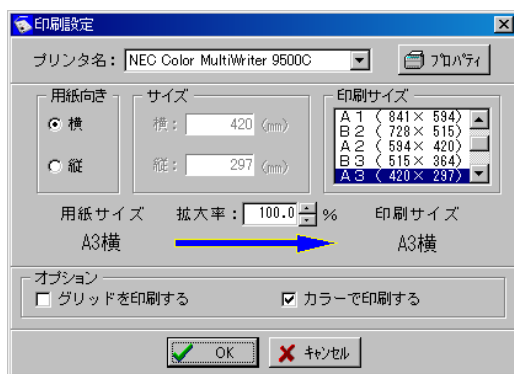 印刷設定
プリンタ名： NEC Color MultiWriter 9500C プロパティ
用紙向き
横
縦
サイズ
横： 420 (mm)
縦： 297 (mm)
印刷サイズ
A1 ( 841× 594)
B2 ( 728× 515)
A2 ( 594× 420)
B3 ( 515× 364)
A3 ( 420× 297)
用紙サイズ 拡大率： 100.0 % 印刷サイズ
A3横 A3横
オプション
グリッドを印刷する カラーで印刷する
OK キャンセル